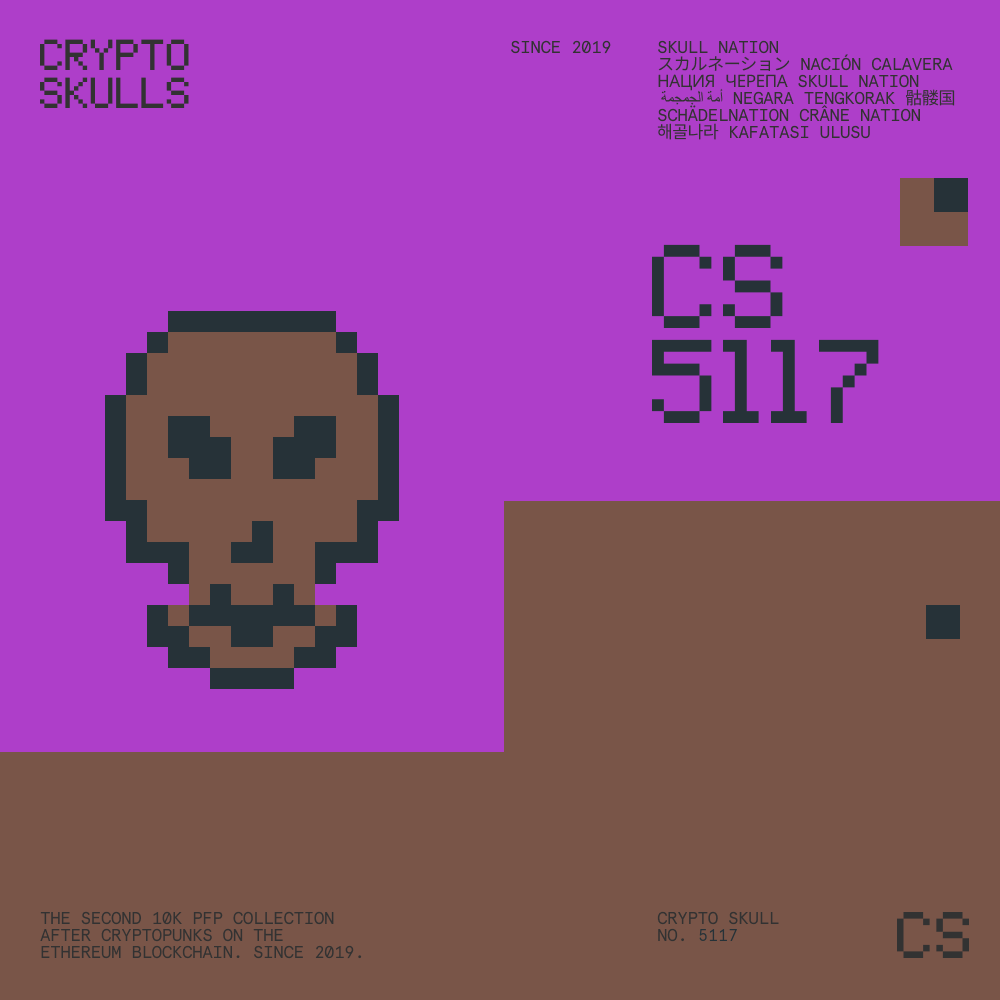 CRYPTO
SKULLS
SINCE 2019
SKULL NATION
スカルネーション NACIÓN CALAVERA
НАЦИЯ ЧЕРЕПА SKULL NATION
أمة الجمجمة NEGARA TENGKORAK 骷髅国
SCHÄDELNATION CRÂNE NATION
해골나라 KAFATASI ULUSU
CS
5117
THE SECOND 10K PFP COLLECTION
AFTER CRYPTOPUNKS ON THE
ETHEREUM BLOCKCHAIN. SINCE 2019.
CRYPTO SKULL
NO. 5117
CS